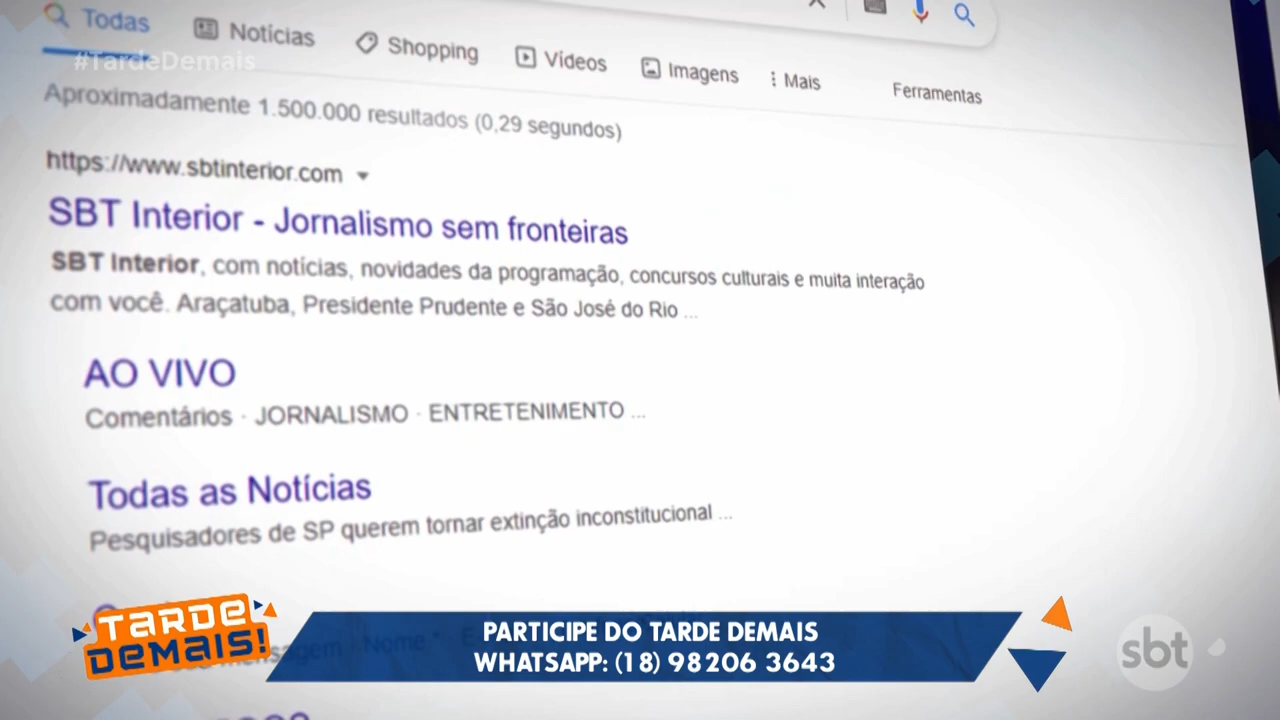 Todas
Notícias
Shopping
Vídeos
Imagens
Mais
Ferramentas
#TardeDemais
Aproximadamente 1.500.000 resultados (0,29 segundos)
https://www.sbtinterior.com
SBT Interior - Jornalismo sem fronteiras
SBT Interior, com notícias, novidades da programação, concursos culturais e muita interação
com você. Araçatuba, Presidente Prudente e São José do Rio ...
AO VIVO
Comentários · JORNALISMO · ENTRETENIMENTO ...
Todas as Notícias
Pesquisadores de SP querem tornar extinção inconstitucional ...
TARDE
DEMAIS!
Nome *
PARTICIPE DO TARDE DEMAIS
WHATSAPP: (18) 98206 3643
sbt